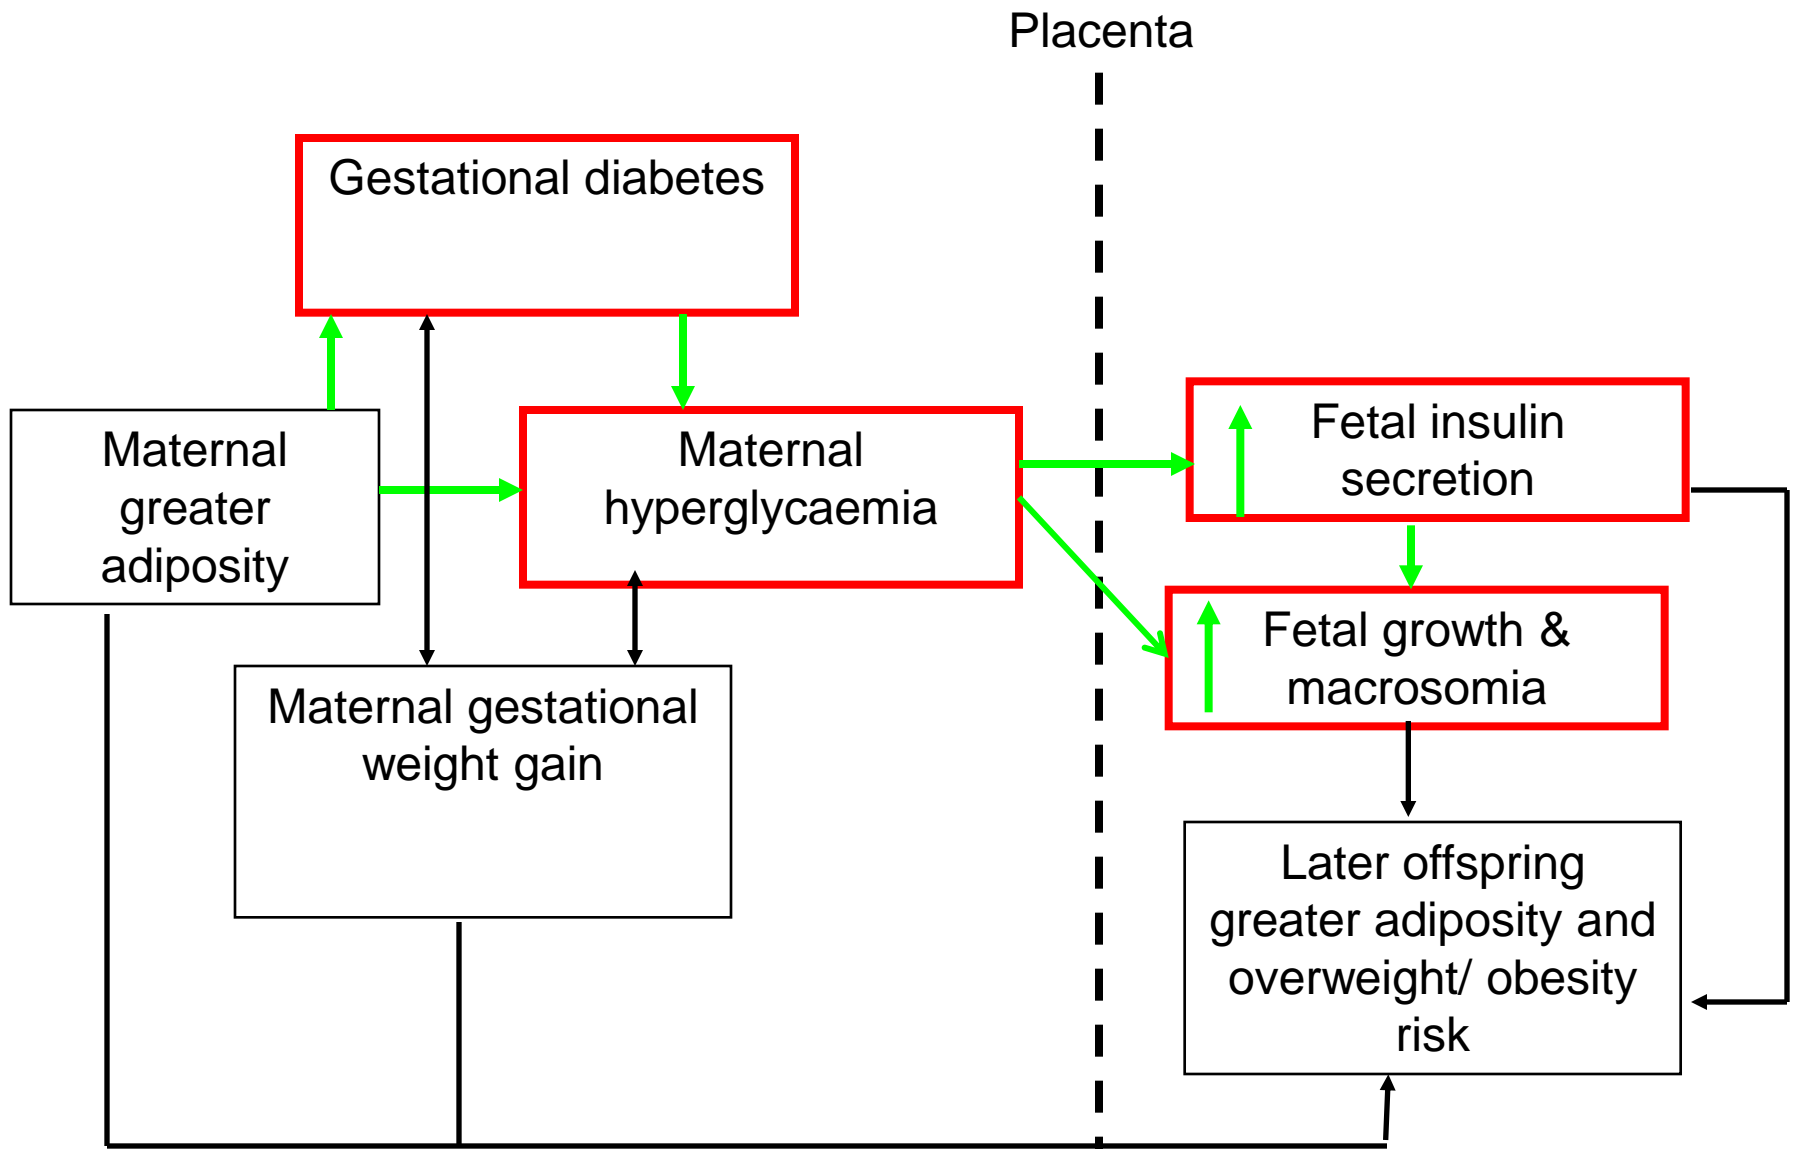 Placenta
Gestational diabetes
Maternal
greater
adiposity
Maternal
hyperglycaemia
Fetal insulin
secretion
Fetal growth &
macrosomia
Maternal gestational
weight gain
Later offspring
greater adiposity and
overweight/ obesity
risk